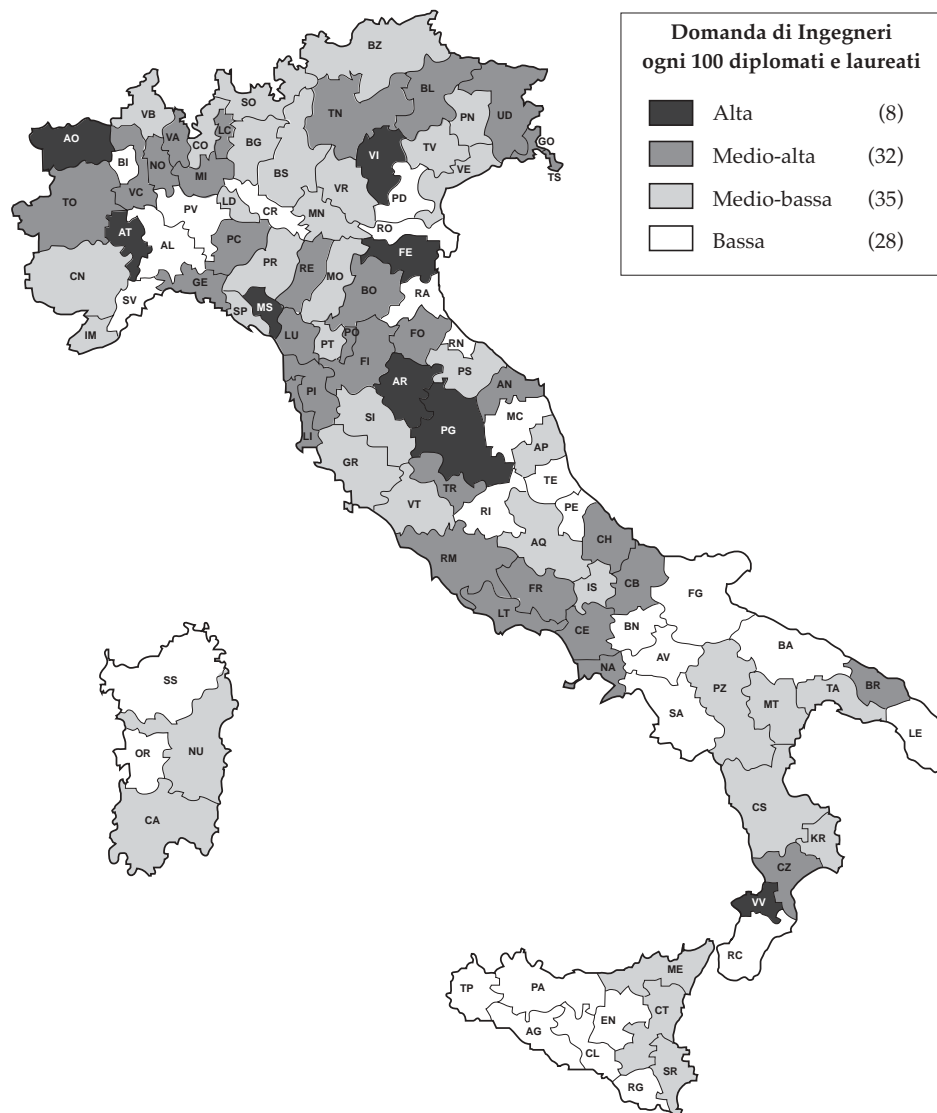 Domanda di Ingegneri
ogni 100 diplomati e laureati
Alta (8)
Medio-alta (32)
Medio-bassa (35)
Bassa (28)
BZ
SO
VB
TN
BL
PN
UD
GO
TS
AO
VA
LC
CO
BG
BI
NO
MI
BS
VI
TV
VE
VR
PD
TO
VC
PV
LD
CR
MN
RO
AT
AL
PC
FE
CN
PR
RE
MO
BO
RA
GE
SV
SP
MS
IM
LU
PT
PO
FO
RN
FI
PS
AN
PI
AR
LI
SI
PG
MC
AP
GR
TR
TE
VT
RI
PE
AQ
CH
RM
FR
IS
CB
FG
LT
CE
BN
BA
NA
AV
PZ
TA
BR
MT
SA
LE
SS
OR
NU
CA
CS
KR
CZ
VV
RC
ME
TP
PA
EN
CT
AG
CL
SR
RG